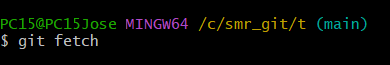 PC15@PC15Jose MINGW64 /c/smr_git/t (main)
$ git fetch